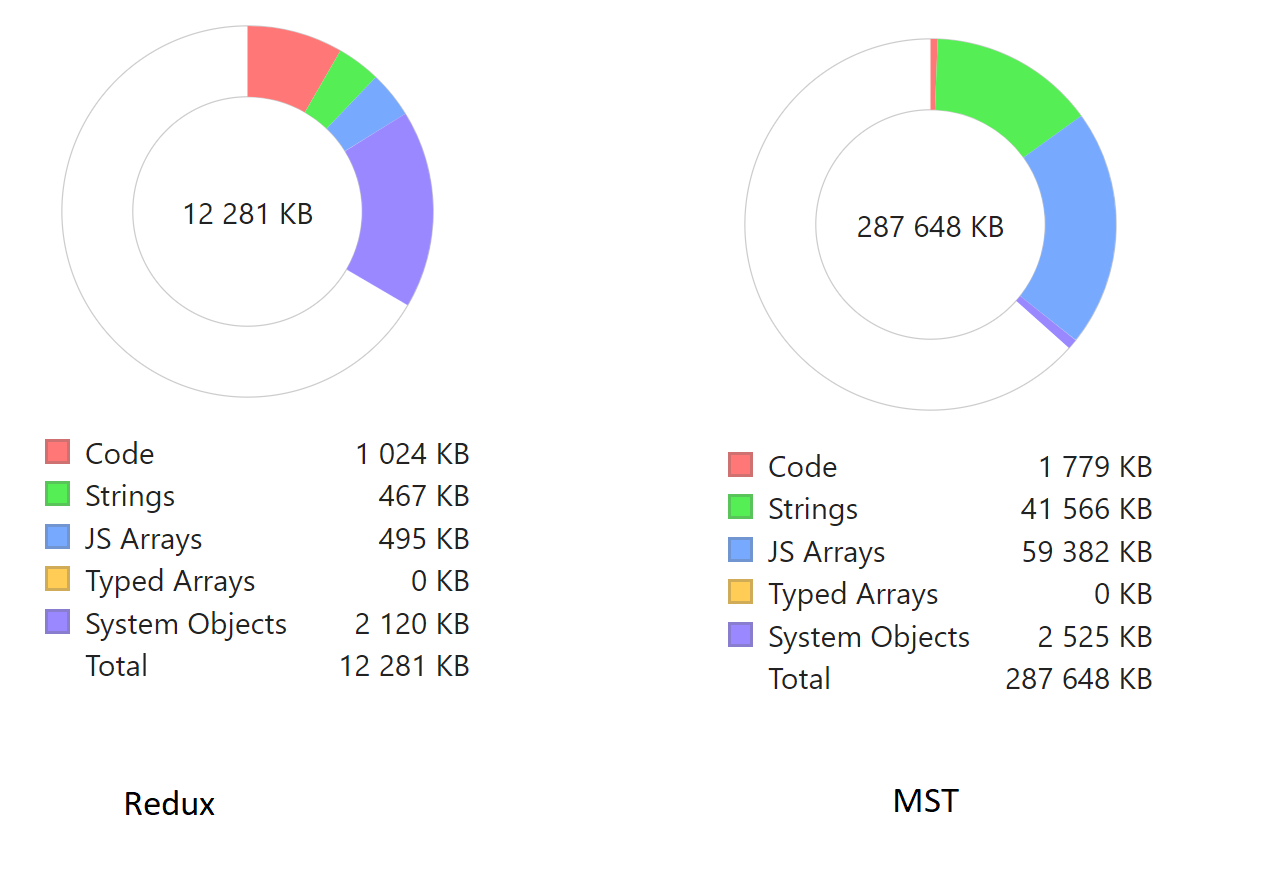 12 281 KB
Code 1 024 KB
Strings 467 KB
JS Arrays 495 KB
Typed Arrays 0 KB
System Objects 2 120 KB
Total 12 281 KB
Redux
287 648 KB
Code 1 779 KB
Strings 41 566 KB
JS Arrays 59 382 KB
Typed Arrays 0 KB
System Objects 2 525 KB
Total 287 648 KB
MST